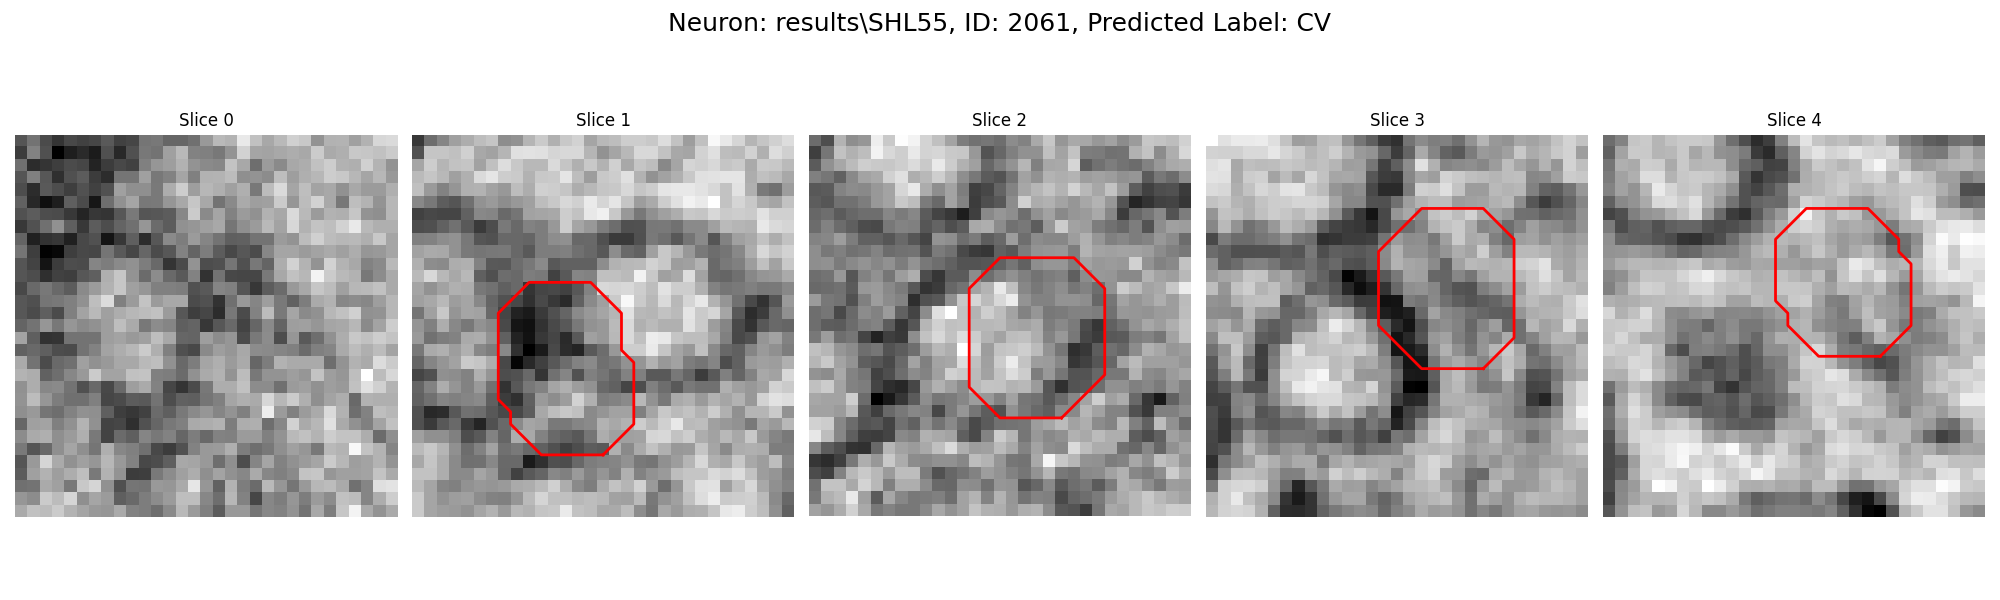 Neuron: results\SHL55, ID: 2061, Predicted Label: CV
Slice 0
Slice 1
Slice 2
Slice 3
Slice 4